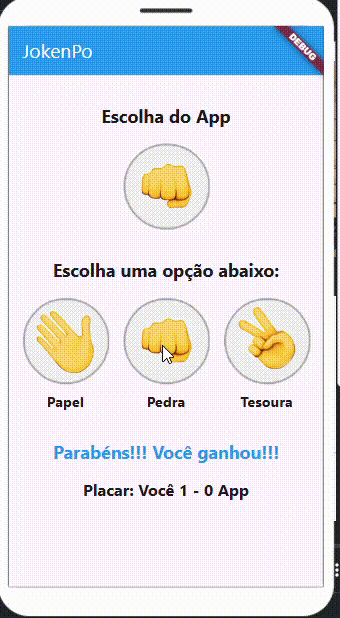 JokenPo
DEBUG
Escolha do App
Escolha uma opção abaixo:
Papel Pedra Tesoura
Parabéns!!! Você ganhou!!!
Placar: Você 1 - 0 App